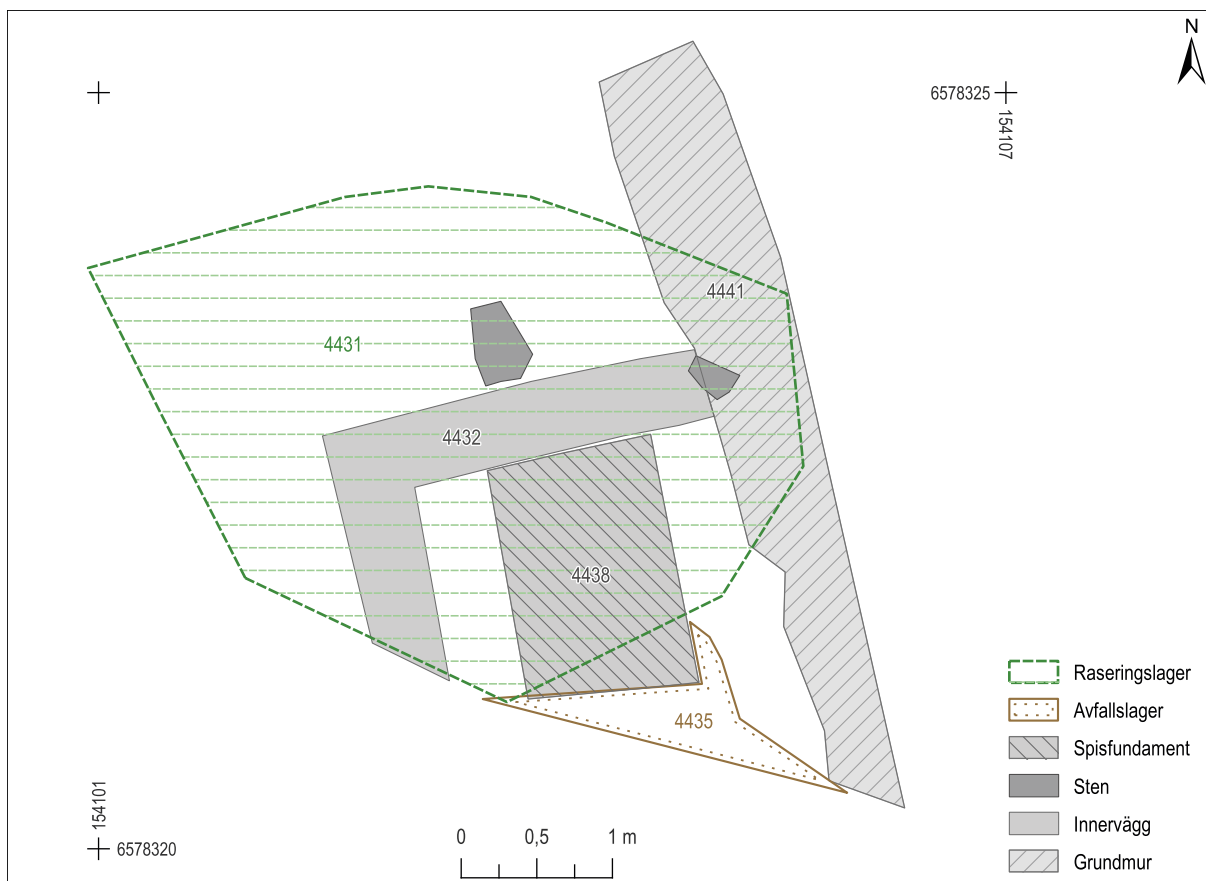 N
6578325
154107
4441
4431
4432
4438
4435
Raseringslager
Avfallslager
Spisfundament
Sten
Innervägg
Grundmur
154101
6578320
0 0,5 1 m